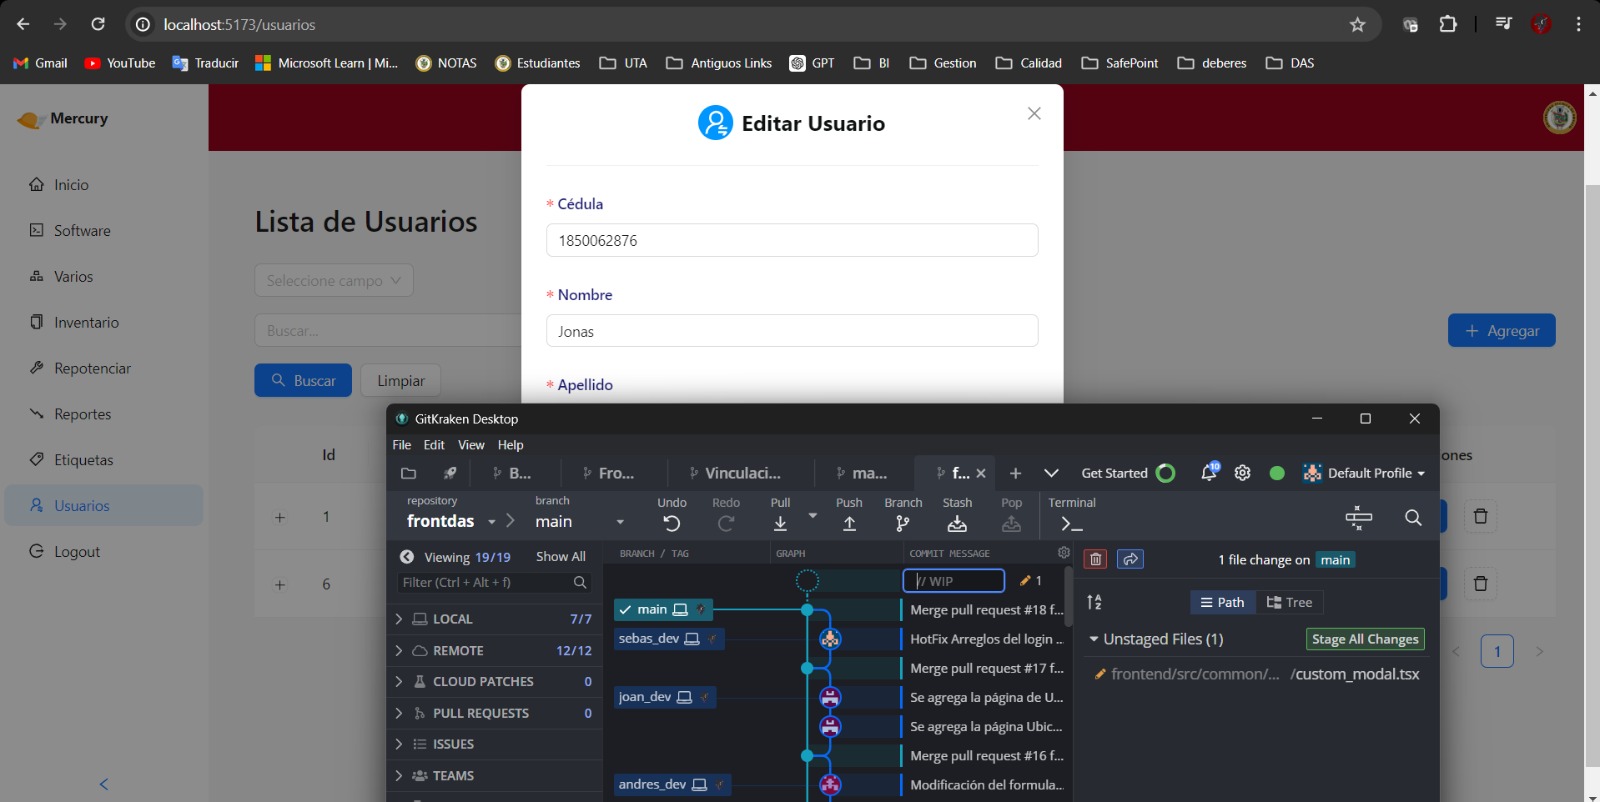 localhost:5173/usuarios
Gmail YouTube Traducir Microsoft Learn | Mi... NOTAS Estudiantes UTA Antiguos Links GPT BI Gestion Calidad SafePoint deberes DAS
Mercury
Inicio
Software
Varios
Inventario
Repotenciar
Reportes
Etiquetas
Usuarios
Logout
Lista de Usuarios
Seleccione campo
Buscar...
Buscar Limpiar
Agregar
Id
1
6
ones
1
Editar Usuario
* Cédula
1850062876
* Nombre
Jonas
* Apellido
GitKraken Desktop
File Edit View Help
B... Fro... Vinculaci... ma... f... Get Started 10 Default Profile
repository branch
frontdas main
Undo Redo Pull Push Branch Stash Pop Terminal
Viewing 19/19 Show All
Filter (Ctrl + Alt + f)
LOCAL 7/7
REMOTE 12/12
CLOUD PATCHES 0
PULL REQUESTS 0
ISSUES
TEAMS
BRANCH / TAG GRAPH COMMIT MESSAGE
// WIP 1
main Merge pull request #18 f...
sebas_dev HotFix Arreglos del login ...
Merge pull request #17 f...
joan_dev Se agrega la página de U...
Se agrega la página Ubic...
Merge pull request #16 f...
andres_dev Modificación del formula...
1 file change on main
Path Tree
Unstaged Files (1) Stage All Changes
frontend/src/common/... /custom_modal.tsx